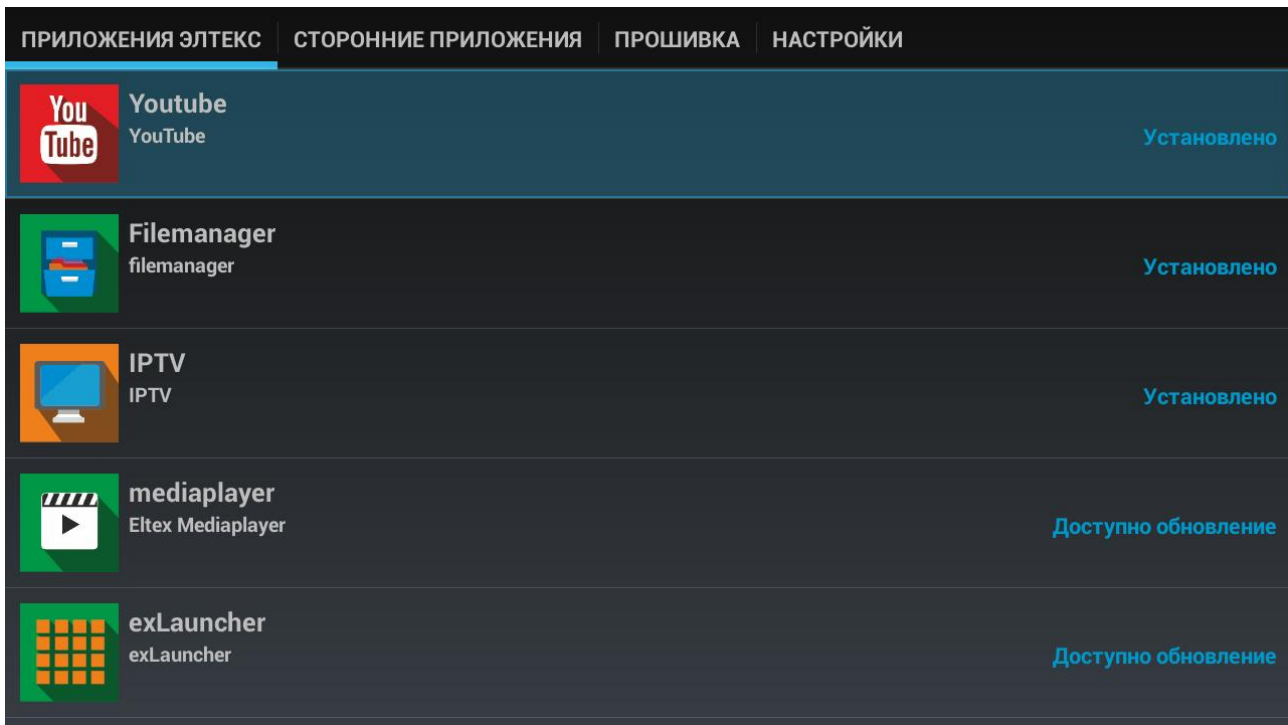 ПРИЛОЖЕНИЯ ЭЛТЕКС СТОРОННИЕ ПРИЛОЖЕНИЯ ПРОШИВКА НАСТРОЙКИ
You
Tube
Youtube
YouTube
Установлено
Filemanager
filemanager
Установлено
IPTV
IPTV
Установлено
mediaplayer
Eltex Mediaplayer
Доступно обновление
exLauncher
exLauncher
Доступно обновление